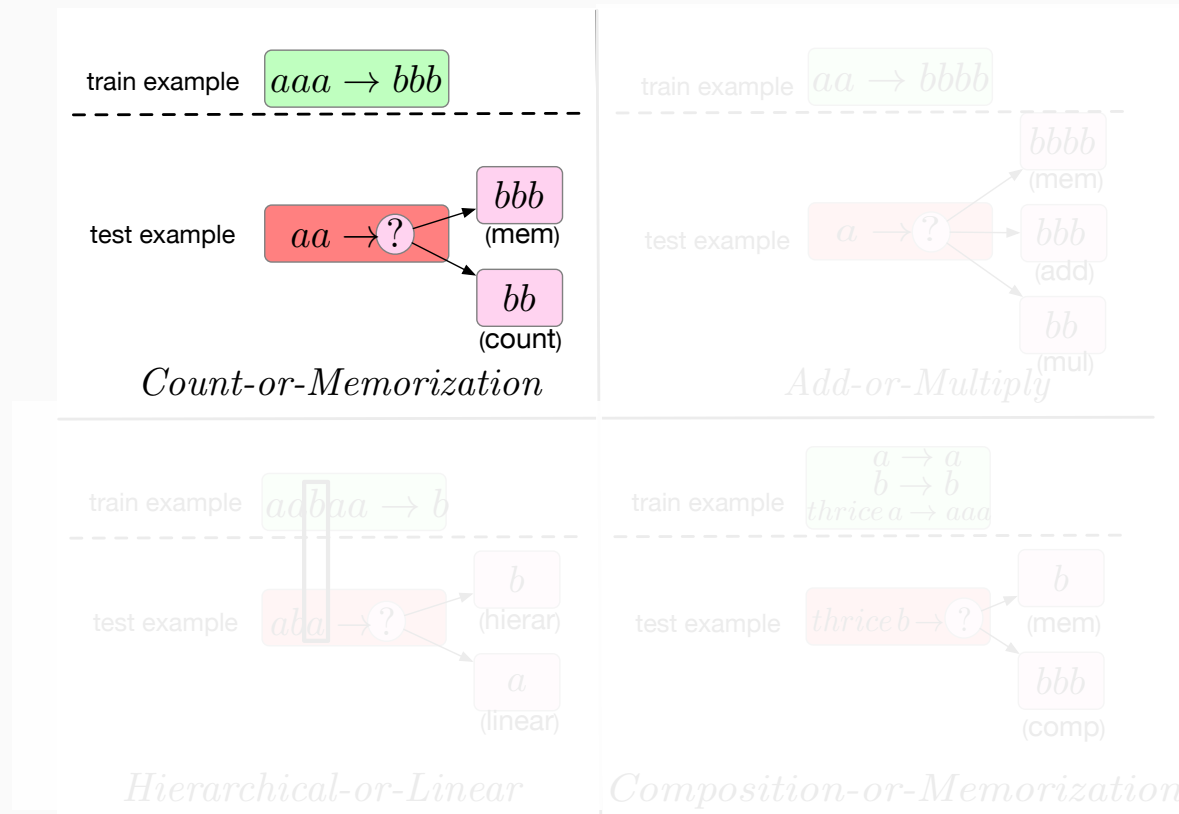 train example aaa → bbb
test example aa → ?
bbb
(mem)
bb
(count)
Count-or-Memorization
train example aa → bbbb
test example a → ?
bbbb
(mem)
bbb
(add)
bb
(mul)
Add-or-Multiply
train example aabaa → b
test example aba → ?
b
(hierar)
a
(linear)
Hierarchical-or-Linear
train example
a → a
b → b
thrice a → aaa
test example thrice b → ?
b
(mem)
bbb
(comp)
Composition-or-Memorization